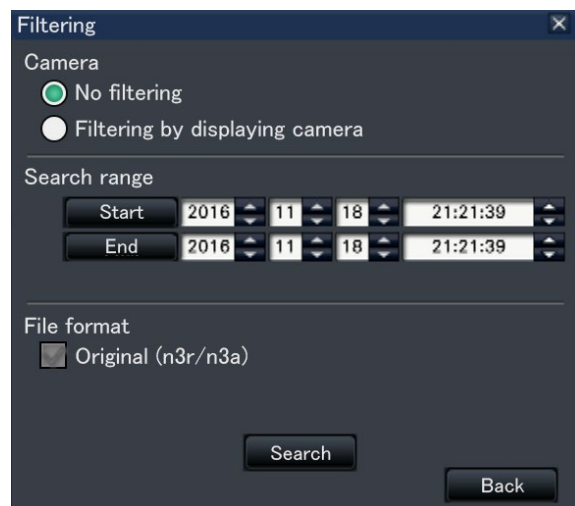 Filtering
Camera
No filtering
Filtering by displaying camera
Search range
Start 2016 11 18 21:21:39
End 2016 11 18 21:21:39
File format
Original (n3r/n3a)
Search
Back